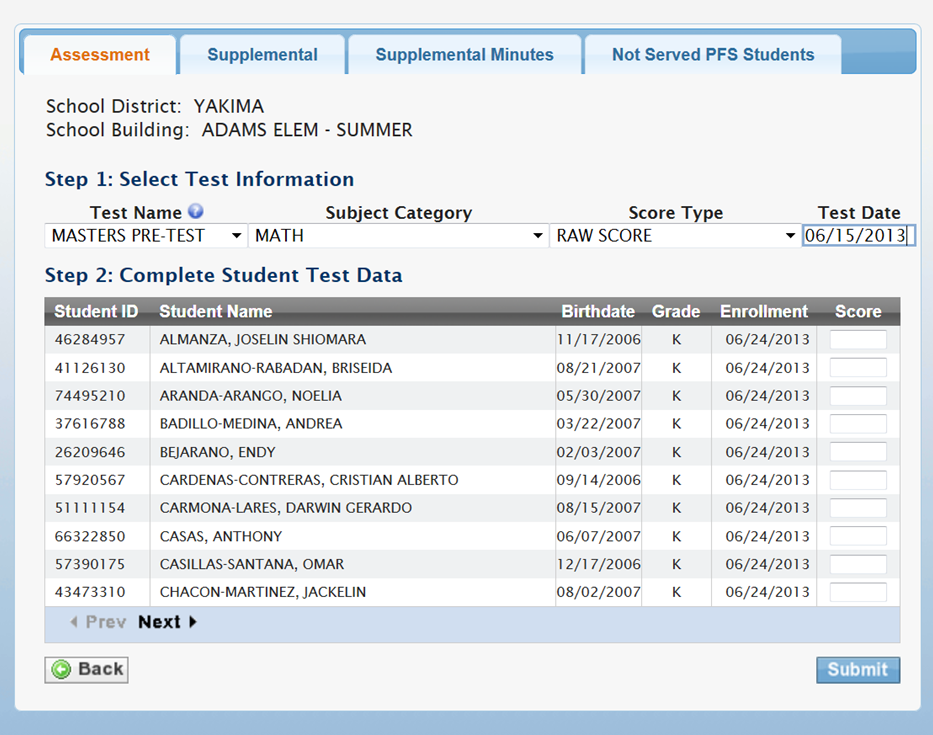 Assessment Supplemental Supplemental Minutes Not Served PFS Students
School District: YAKIMA
School Building: ADAMS ELEM - SUMMER
Step 1: Select Test Information
Test Name ? Subject Category Score Type Test Date
MASTERS PRE-TEST MATH RAW SCORE 06/15/2013
Step 2: Complete Student Test Data
Student ID Student Name Birthdate Grade Enrollment Score
46284957 ALMANZA, JOSELIN SHIOMARA 11/17/2006 K 06/24/2013
41126130 ALTAMIRANO-RABADAN, BRISEIDA 08/21/2007 K 06/24/2013
74495210 ARANDA-ARANGO, NOELIA 05/30/2007 K 06/24/2013
37616788 BADILLO-MEDINA, ANDREA 03/22/2007 K 06/24/2013
26209646 BEJARANO, ENDY 02/03/2007 K 06/24/2013
57920567 CARDENAS-CONTRERAS, CRISTIAN ALBERTO 09/14/2006 K 06/24/2013
51111154 CARMONA-LARES, DARWIN GERARDO 08/15/2007 K 06/24/2013
66322850 CASAS, ANTHONY 06/07/2007 K 06/24/2013
57390175 CASILLAS-SANTANA, OMAR 12/17/2006 K 06/24/2013
43473310 CHACON-MARTINEZ, JACKELIN 08/02/2007 K 06/24/2013
Prev Next
Back Submit